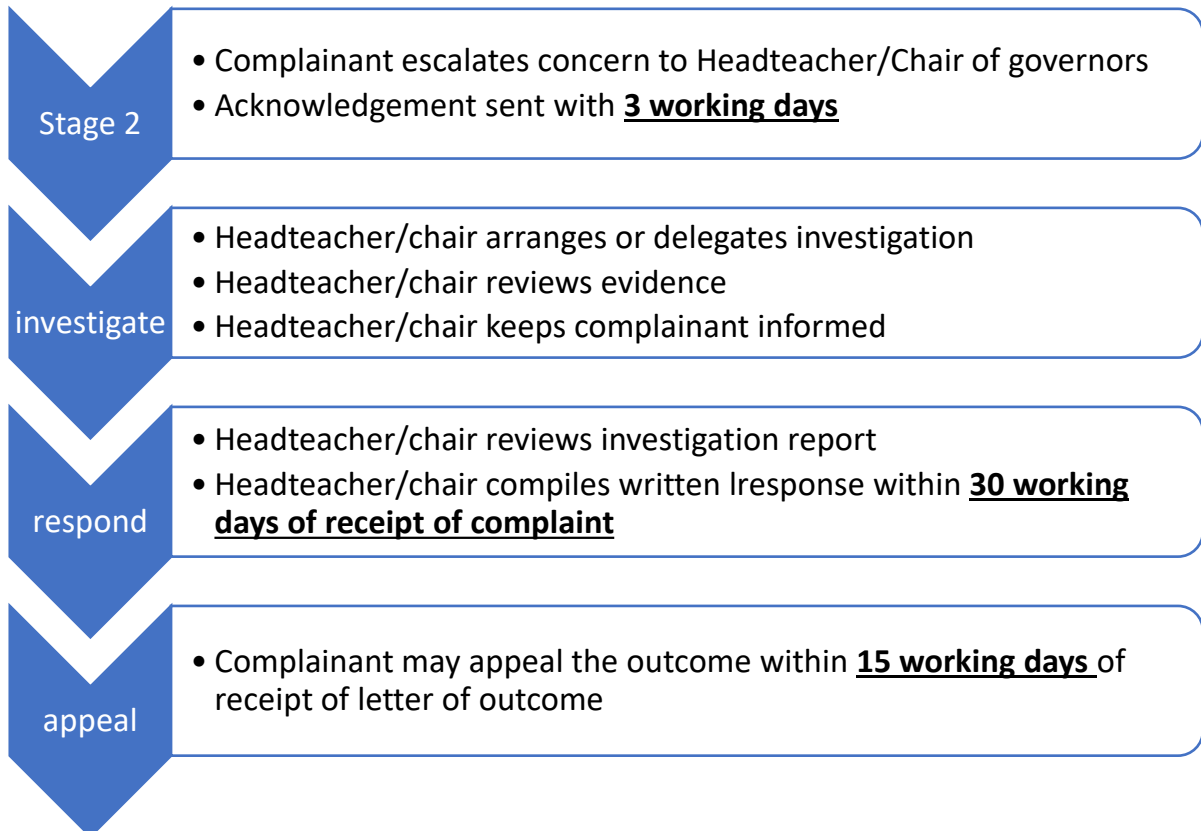 Stage 2
• Complainant escalates concern to Headteacher/Chair of governors
• Acknowledgement sent with 3 working days
investigate
• Headteacher/chair arranges or delegates investigation
• Headteacher/chair reviews evidence
• Headteacher/chair keeps complainant informed
respond
• Headteacher/chair reviews investigation report
• Headteacher/chair compiles written lresponse within 30 working
days of receipt of complaint
appeal
• Complainant may appeal the outcome within 15 working days of
receipt of letter of outcome